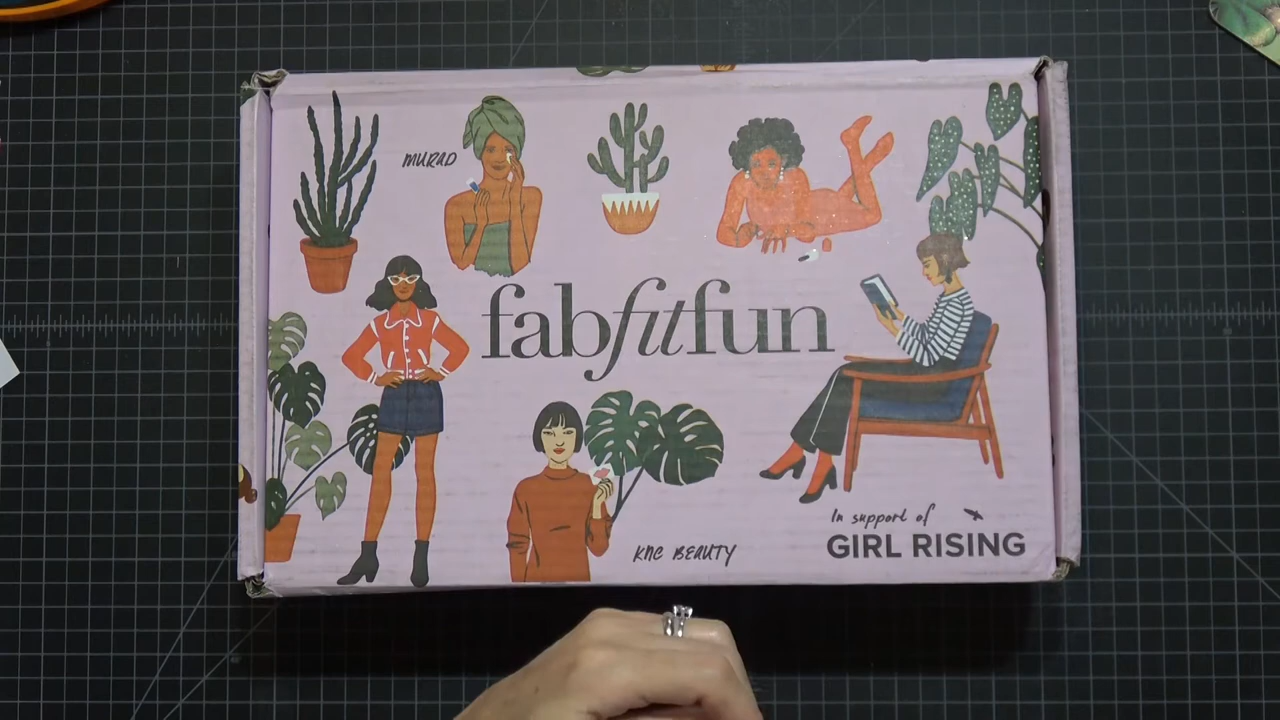 MURAD
fabfitfun
KNC BEAUTY
In support of
GIRL RISING